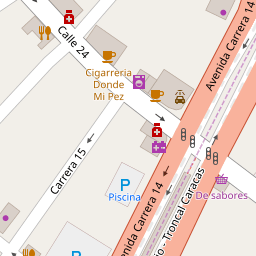 Calle 24
Avenida Carrera 14
Cigarrería
Donde
Mi Pez
Carrera 15
Piscina
De sabores
Avenida Carrera 14
- Troncal Caracas